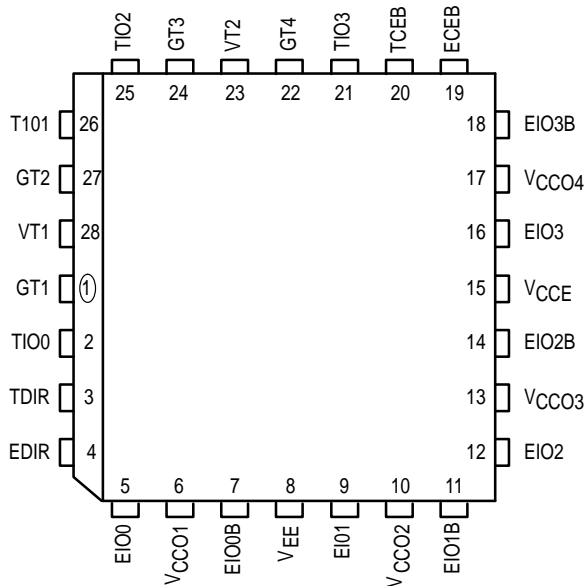 TIO2 GT3 VT2 GT4 TIO3 TCEB ECEB
25 24 23 22 21 20 19
T101 26 18 EIO3B
GT2 27 17 VCCO4
VT1 28 16 EIO3
GT1 1 15 VCCE
TIO0 2 14 EIO2B
TDIR 3 13 VCCO3
EDIR 4 12 EIO2
5 6 7 8 9 10 11
EIO0 VCCO1 EIO0B VEE EI01 VCCO2 EIO1B